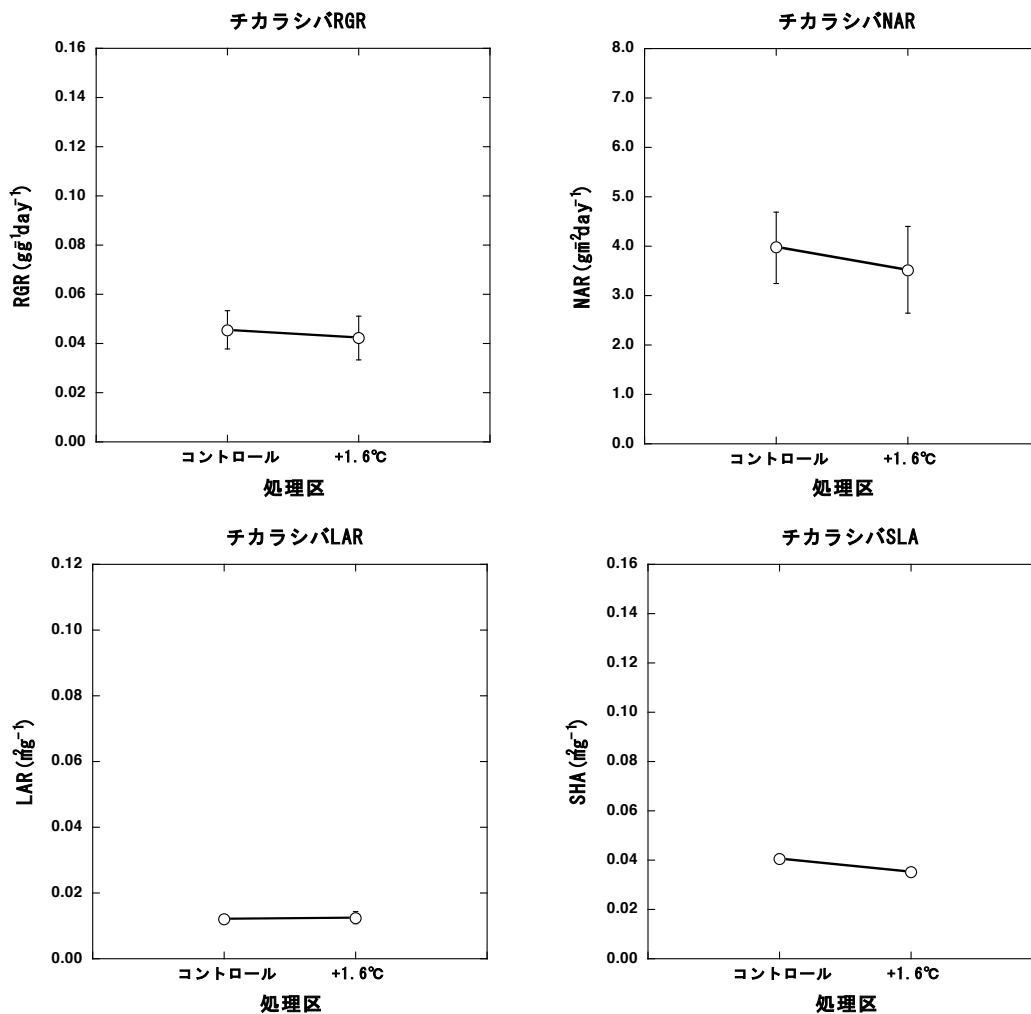 チカラシバRGR
0.16
0.14
0.12
0.10
0.08
0.06
0.04
0.02
0.00
RGR(gg⁻¹day⁻¹)
コントロール +1.6℃
処理区
チカラシバNAR
8.0
7.0
6.0
5.0
4.0
3.0
2.0
1.0
0.0
NAR(gm⁻²day⁻¹)
コントロール +1.6℃
処理区
チカラシバLAR
0.12
0.10
0.08
0.06
0.04
0.02
0.00
LAR(m²g⁻¹)
コントロール +1.6℃
処理区
チカラシバSLA
0.16
0.14
0.12
0.10
0.08
0.06
0.04
0.02
0.00
SHA(m²g⁻¹)
コントロール +1.6℃
処理区